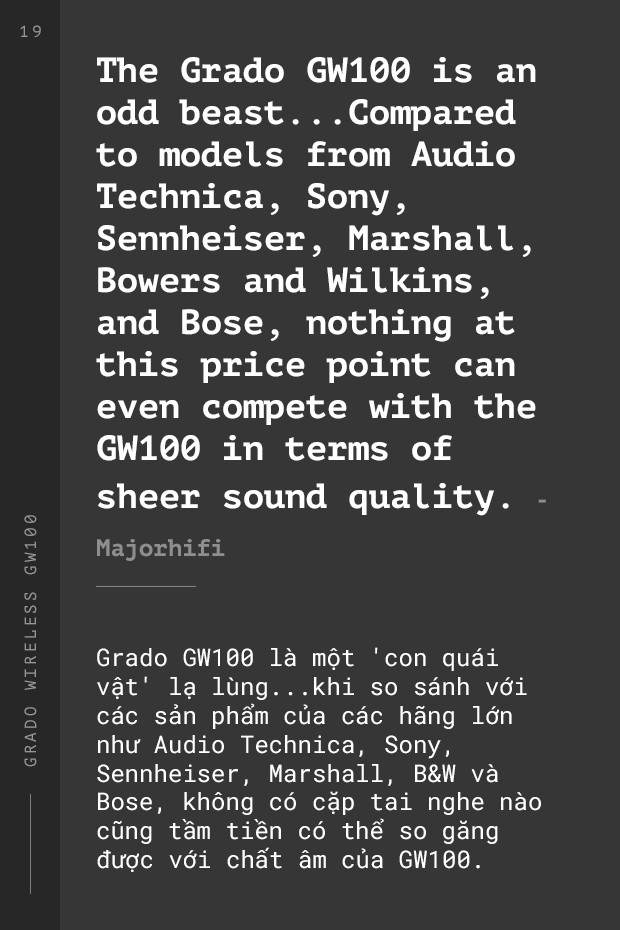 19
The Grado GW100 is an
odd beast...Compared
to models from Audio
Technica, Sony,
Sennheiser, Marshall,
Bowers and Wilkins,
and Bose, nothing at
this price point can
even compete with the
GW100 in terms of
sheer sound quality. -
Majorhifi
GRADO WIRELESS GW100
Grado GW100 là một 'con quái
vật' lạ lùng...khi so sánh với
các sản phẩm của các hãng lớn
như Audio Technica, Sony,
Sennheiser, Marshall, B&W và
Bose, không có cặp tai nghe nào
cũng tầm tiền có thể so găng
được với chất âm của GW100.